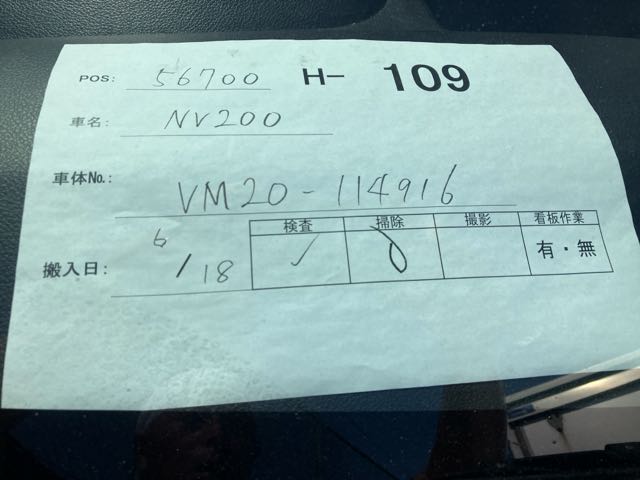 POS: 56700 H- 109
車名: NV200
車体No.: VM20-114916
搬入日: 6/18
検査 掃除 撮影 看板作業
✓ 有・無